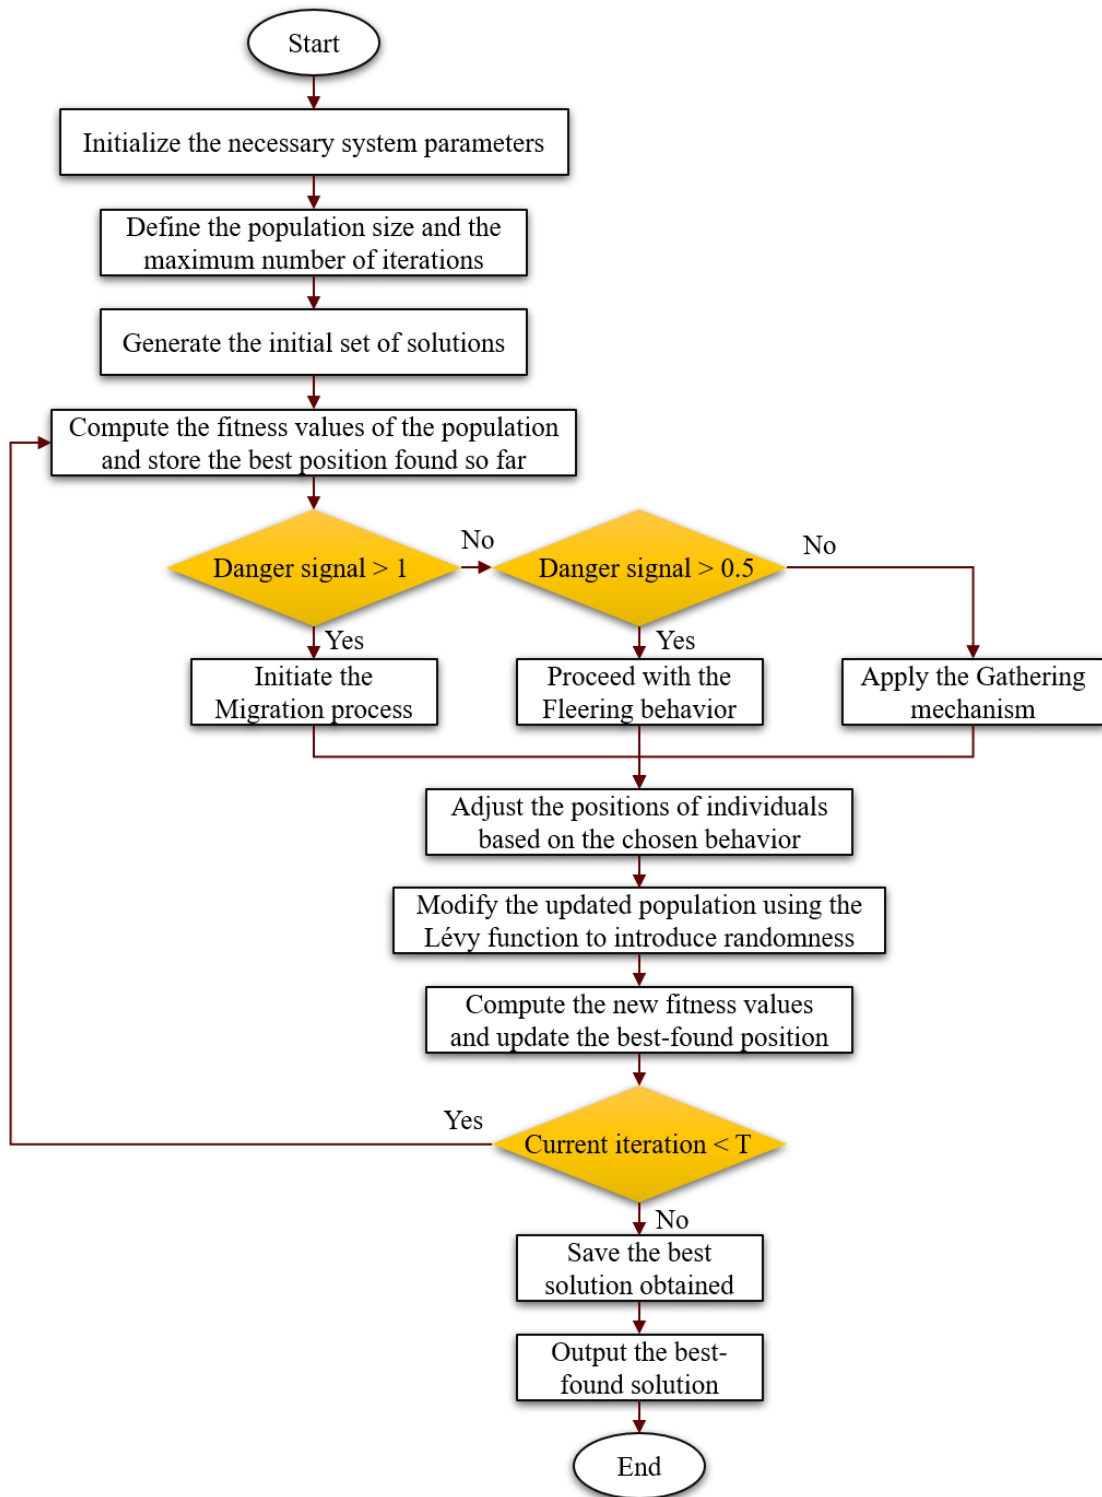 Start
Initialize the necessary system parameters
Define the population size and the
maximum number of iterations
Generate the initial set of solutions
Compute the fitness values of the population
and store the best position found so far
Danger signal > 1
No
Danger signal > 0.5
No
Yes
Yes
Initiate the
Migration process
Proceed with the
Fleering behavior
Apply the Gathering
mechanism
Adjust the positions of individuals
based on the chosen behavior
Modify the updated population using the
Lévy function to introduce randomness
Compute the new fitness values
and update the best-found position
Yes
Current iteration < T
No
Save the best
solution obtained
Output the best-
found solution
End